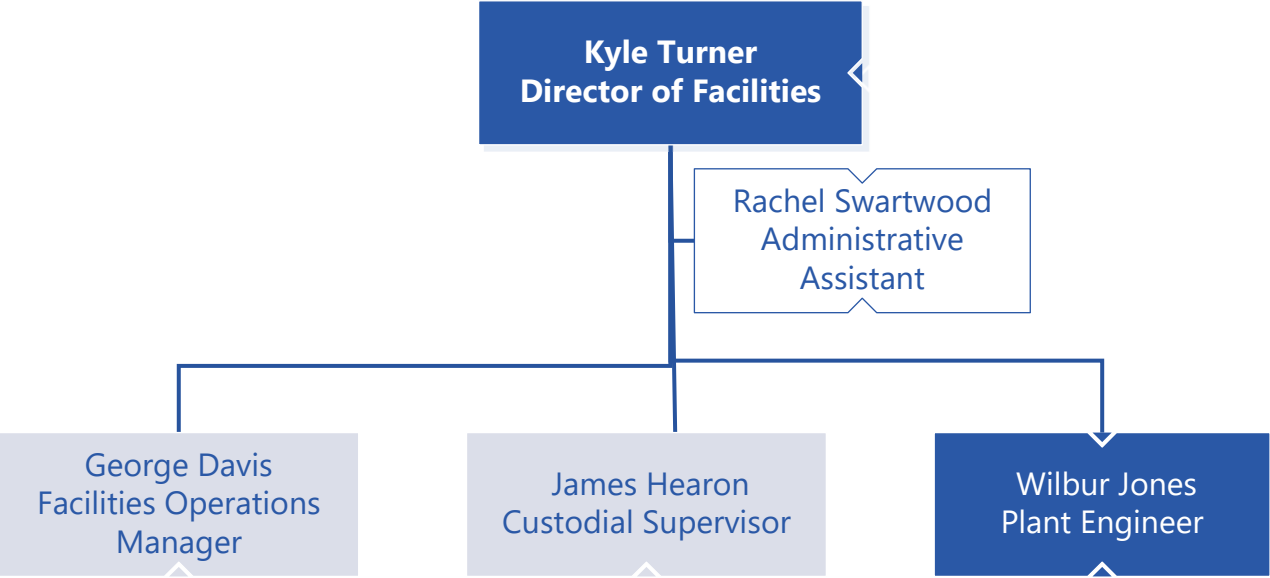 Kyle Turner
Director of Facilities
Rachel Swartwood
Administrative
Assistant
George Davis
Facilities Operations
Manager
James Hearon
Custodial Supervisor
Wilbur Jones
Plant Engineer